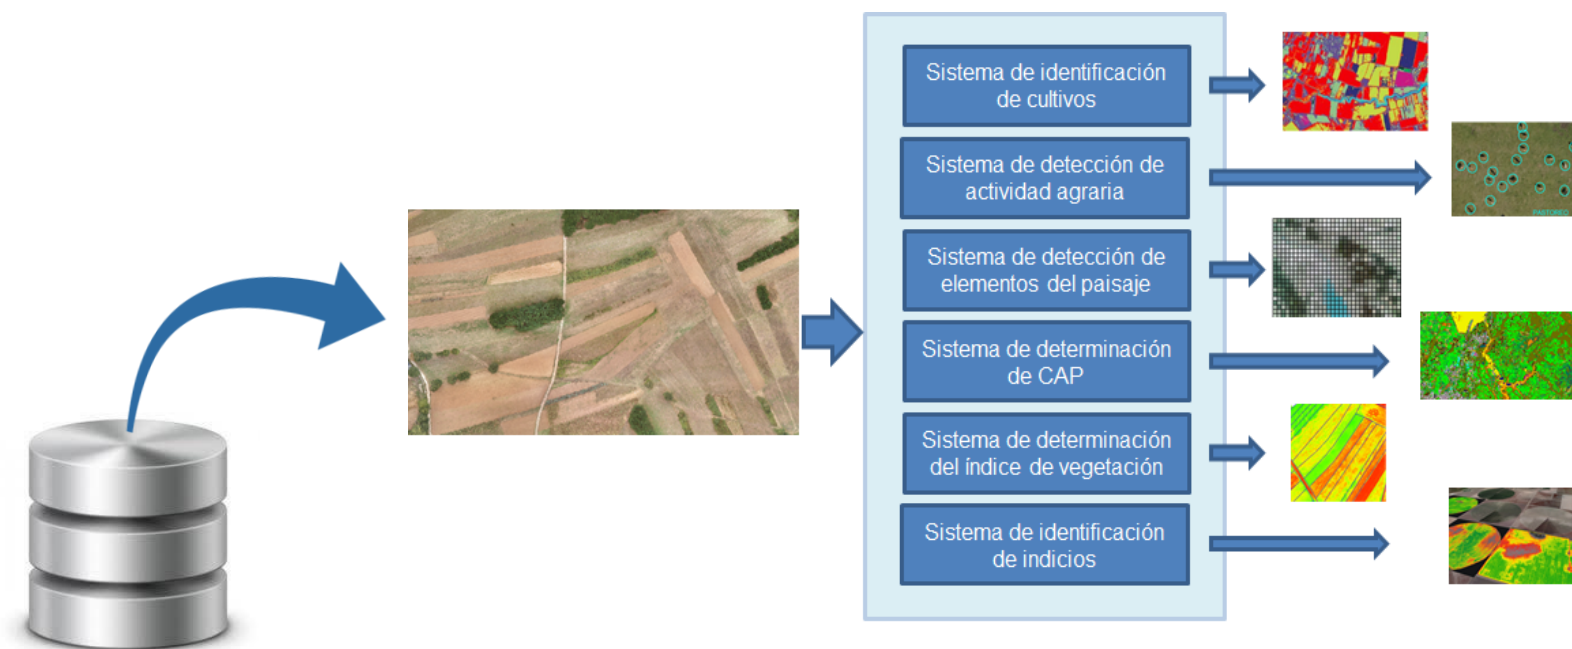 Sistema de identificación
de cultivos
Sistema de detección de
actividad agraria
PASTOREO
Sistema de detección de
elementos del paisaje
Sistema de determinación
de CAP
Sistema de determinación
del índice de vegetación
Sistema de identificación
de indicios